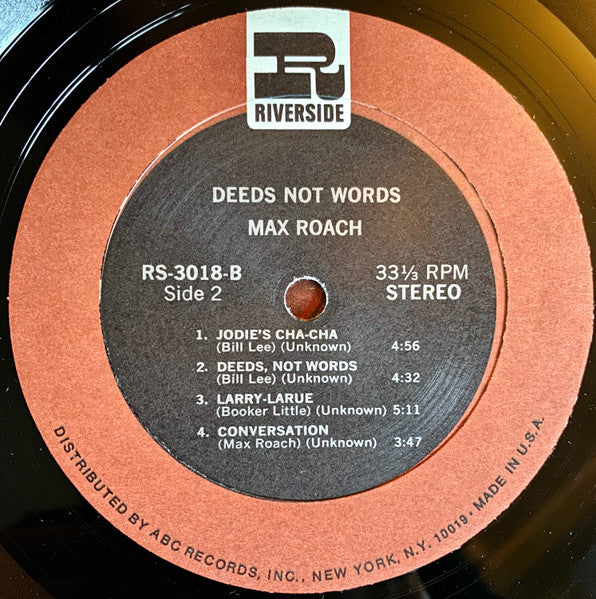 RIVERSIDE
DEEDS NOT WORDS
MAX ROACH
RS-3018-B 33⅓ RPM
Side 2 STEREO
1. JODIE'S CHA-CHA
(Bill Lee) (Unknown) 4:56
2. DEEDS, NOT WORDS
(Bill Lee) (Unknown) 4:32
3. LARRY-LARUE
(Booker Little) (Unknown) 5:11
4. CONVERSATION
(Max Roach) (Unknown) 3:47
DISTRIBUTED BY ABC RECORDS, INC., NEW YORK, N.Y. 10019 • MADE IN U.S.A.